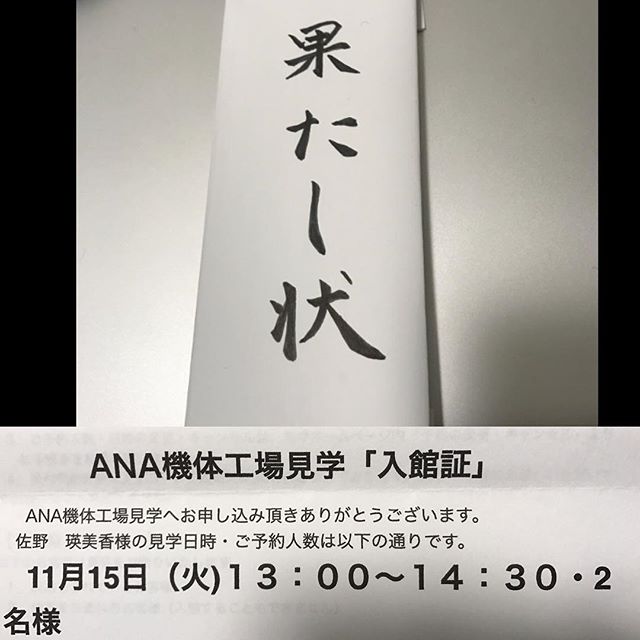 果たし状
ANA機体工場見学「入館証」
ANA機体工場見学へお申し込み頂きありがとうございます。
佐野　瑛美香様の見学日時・ご予約人数は以下の通りです。
11月15日（火)１３：００〜１４：３０・2
名様